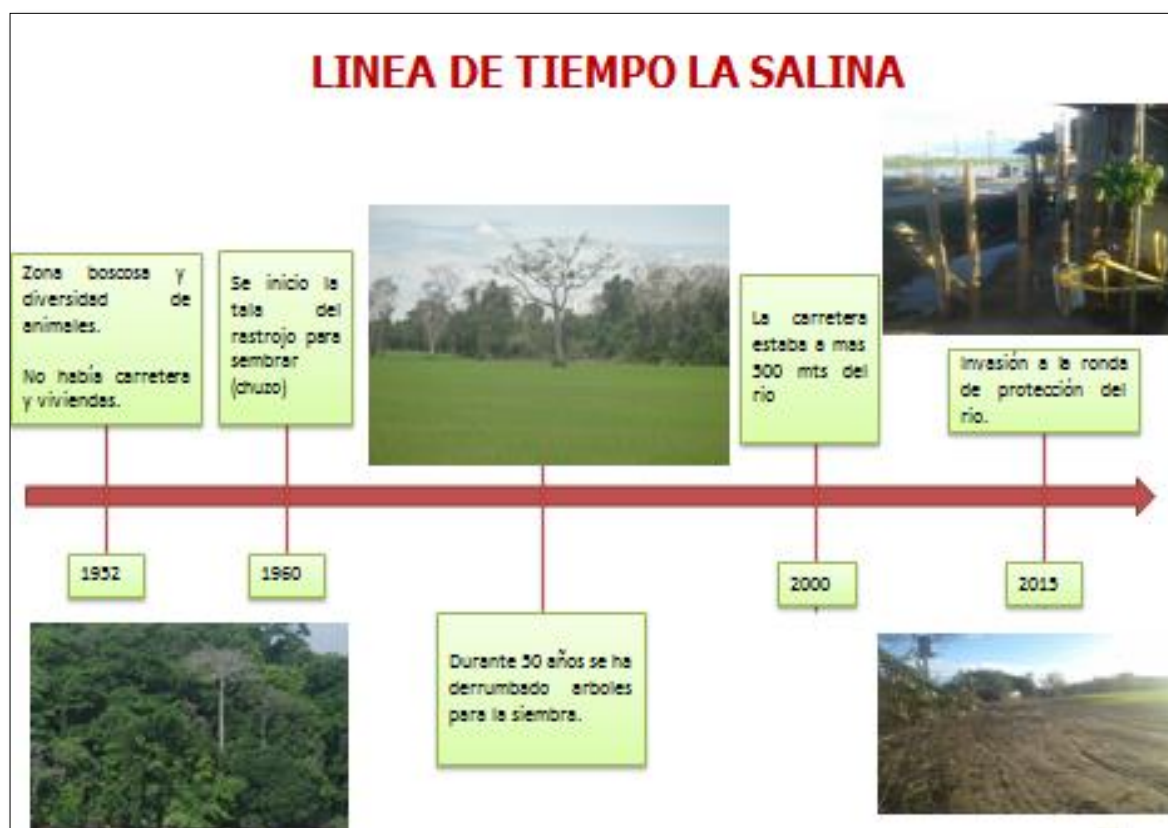 LINEA DE TIEMPO LA SALINA
Zona boscosa y
diversidad de
animales.
No había carretera
y viviendas.
Se inicio la
tala del
rastrojo para
sembrar
(chuzo)
La carretera
estaba a mas
500 mts del
rio
Invasión a la ronda
de protección del
rio.
1952
1960
2000
2015
Durante 50 años se ha
derrumbado arboles
para la siembra.